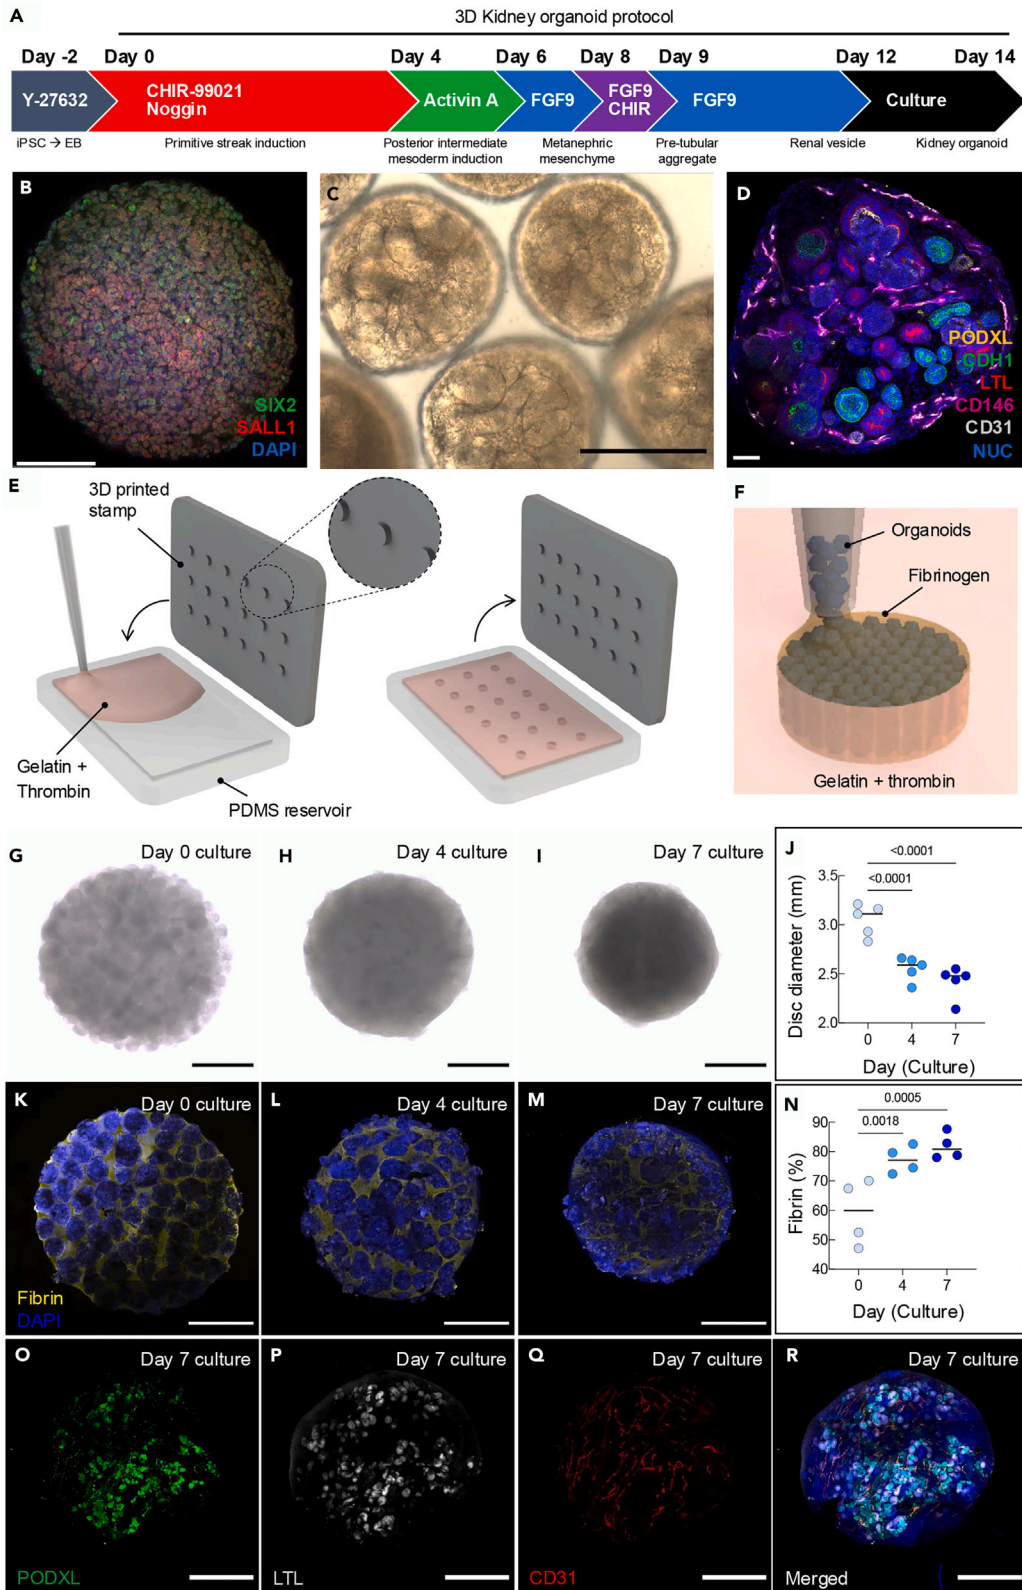 A
3D Kidney organoid protocol
Day -2
Day 0
Day 4
Day 6
Day 8
Day 9
Day 12
Day 14
Y-27632
CHIR-99021
Noggin
Activin A
FGF9
FGF9
CHIR
FGF9
Culture
iPSC → EB
Primitive streak induction
Posterior intermediate
mesoderm induction
Metanephric
mesenchyme
Pre-tubular
aggregate
Renal vesicle
Kidney organoid
B
SIX2
SALL1
DAPI
C
D
PODXL
CDH1
LTL
CD146
CD31
NUC
E
3D printed
stamp
Gelatin +
Thrombin
PDMS reservoir
F
Organoids
Fibrinogen
Gelatin + thrombin
G
Day 0 culture
H
Day 4 culture
I
Day 7 culture
J
<0.0001
<0.0001
3.5
3.0
2.5
2.0
Disc diameter (mm)
0
4
7
Day (Culture)
K
Day 0 culture
Fibrin
DAPI
L
Day 4 culture
M
Day 7 culture
N
0.0005
0.0018
90
80
70
60
50
40
Fibrin (%)
0
4
7
Day (Culture)
O
Day 7 culture
PODXL
P
Day 7 culture
LTL
Q
Day 7 culture
CD31
R
Day 7 culture
Merged